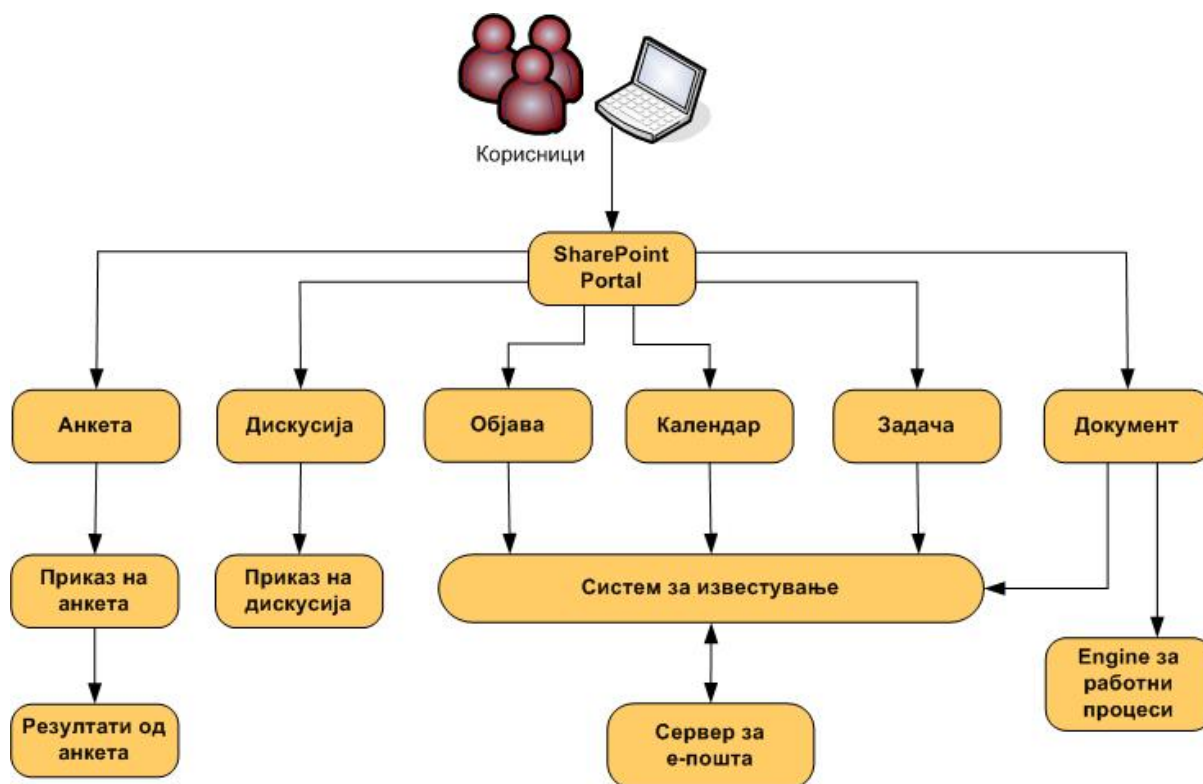 Корисници
SharePoint
Portal
Анкета
Дискусија
Објава
Календар
Задача
Документ
Приказ на
анкета
Приказ на
дискусија
Систем за известување
Engine за
работни
процеси
Резултати од
анкета
Сервер за
е-пошта